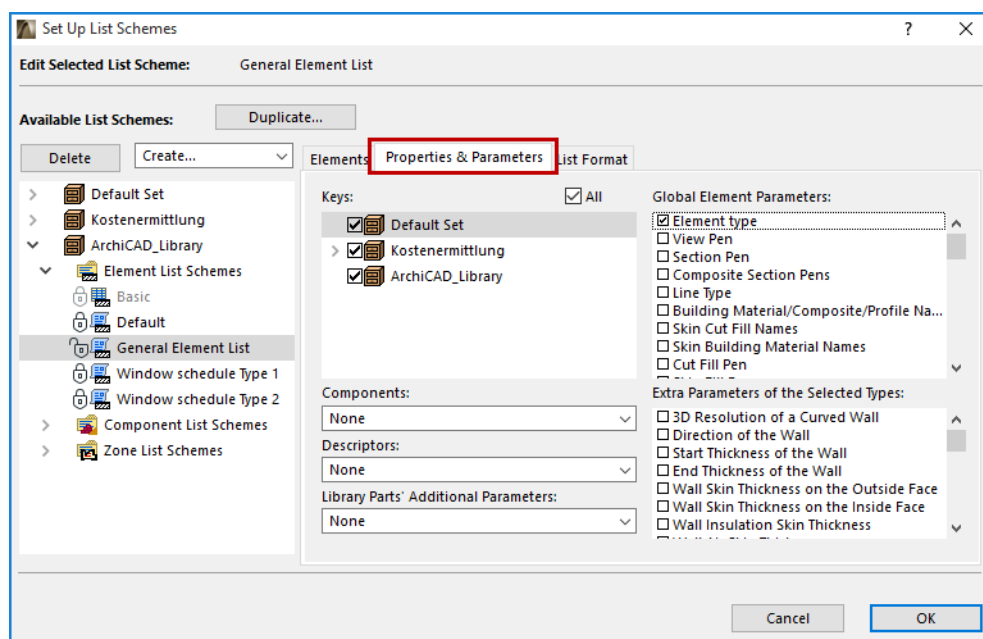 Set Up List Schemes
?
Edit Selected List Scheme: General Element List
Available List Schemes:
Duplicate...
Delete
Create...
Default Set
Kostenermittlung
ArchiCAD_Library
Element List Schemes
Basic
Default
General Element List
Window schedule Type 1
Window schedule Type 2
Component List Schemes
Zone List Schemes
Elements
Properties & Parameters
List Format
Keys:
All
Default Set
Kostenermittlung
ArchiCAD_Library
Components:
None
Descriptors:
None
Library Parts' Additional Parameters:
None
Global Element Parameters:
Element type
View Pen
Section Pen
Composite Section Pens
Line Type
Building Material/Composite/Profile Na...
Skin Cut Fill Names
Skin Building Material Names
Cut Fill Pen
Extra Parameters of the Selected Types:
3D Resolution of a Curved Wall
Direction of the Wall
Start Thickness of the Wall
End Thickness of the Wall
Wall Skin Thickness on the Outside Face
Wall Skin Thickness on the Inside Face
Wall Insulation Skin Thickness
Cancel
OK